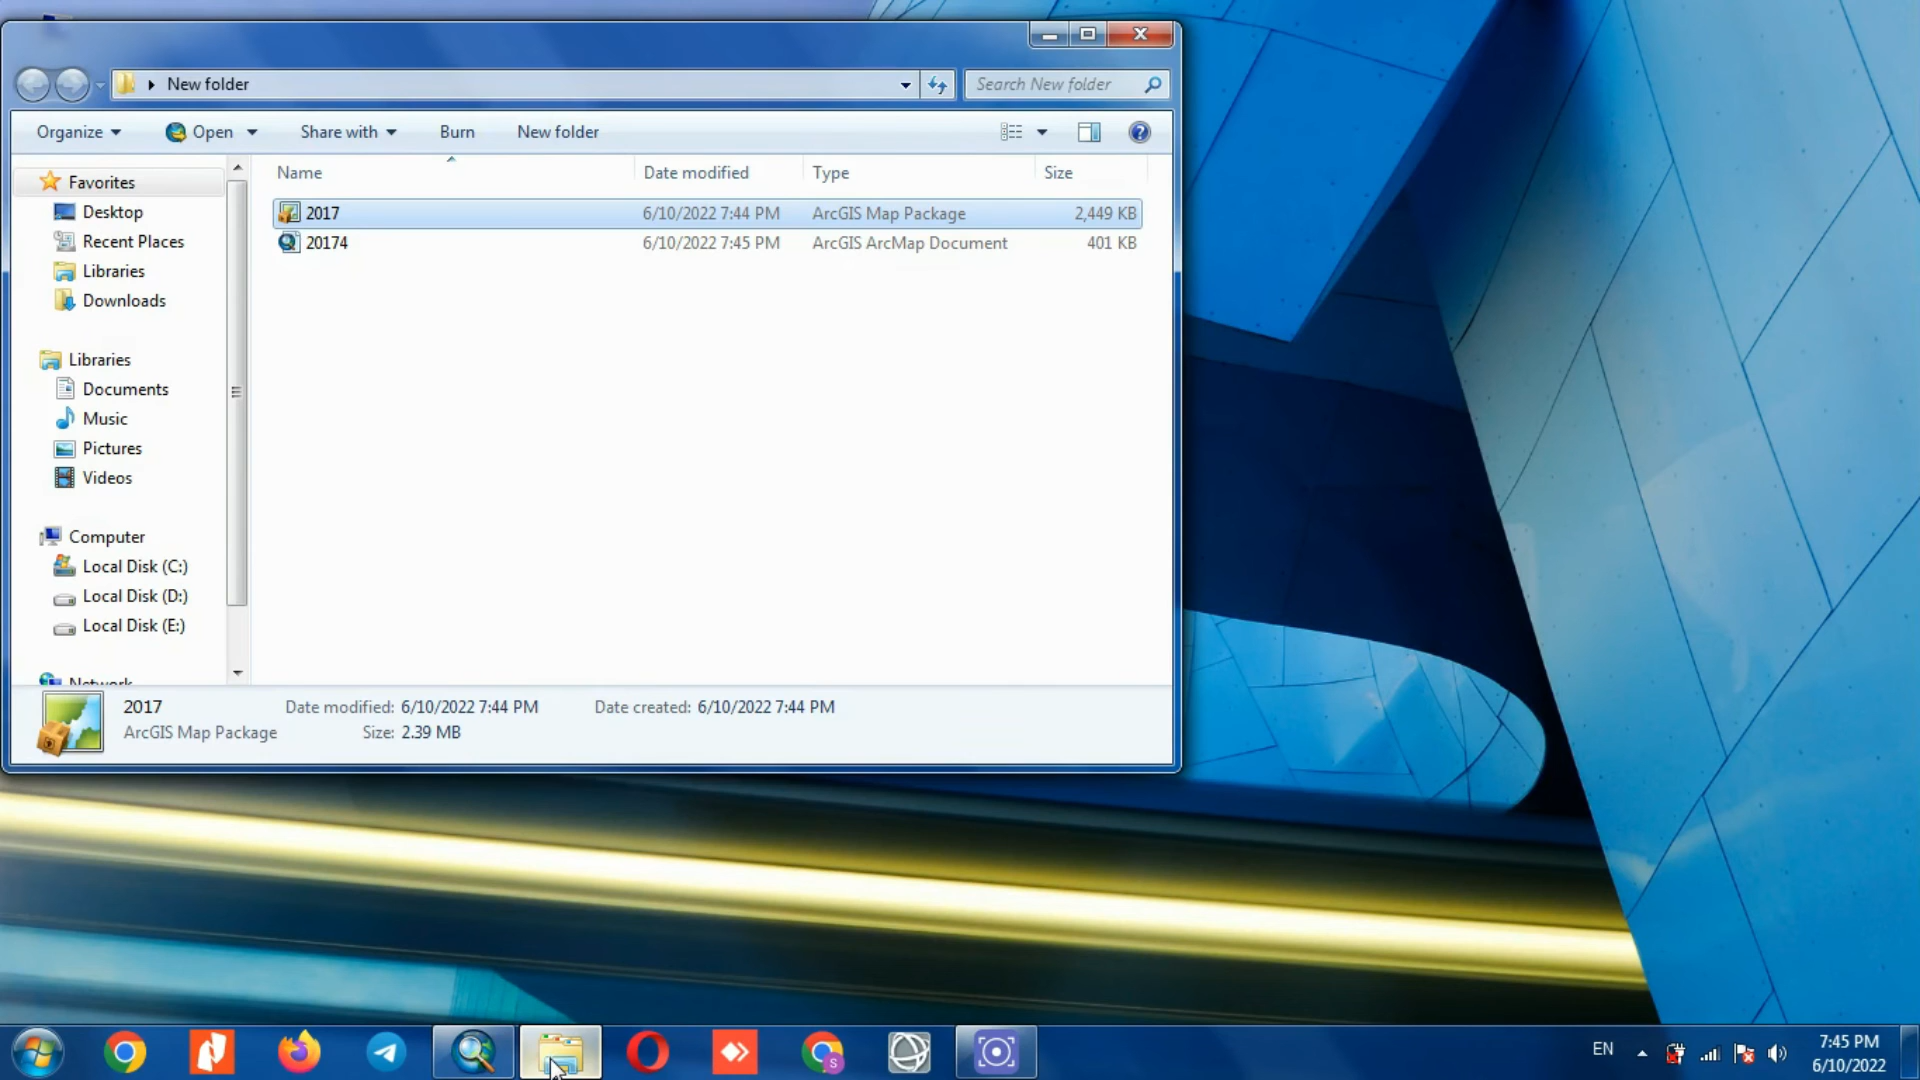 New folder
Search New folder
Organize Open Share with Burn New folder
Name Date modified Type Size
2017 6/10/2022 7:44 PM ArcGIS Map Package 2,449 KB
20174 6/10/2022 7:45 PM ArcGIS ArcMap Document 401 KB
Favorites
Desktop
Recent Places
Libraries
Downloads
Libraries
Documents
Music
Pictures
Videos
Computer
Local Disk (C:)
Local Disk (D:)
Local Disk (E:)
Network
2017 Date modified: 6/10/2022 7:44 PM Date created: 6/10/2022 7:44 PM
ArcGIS Map Package Size: 2.39 MB
EN
7:45 PM
6/10/2022